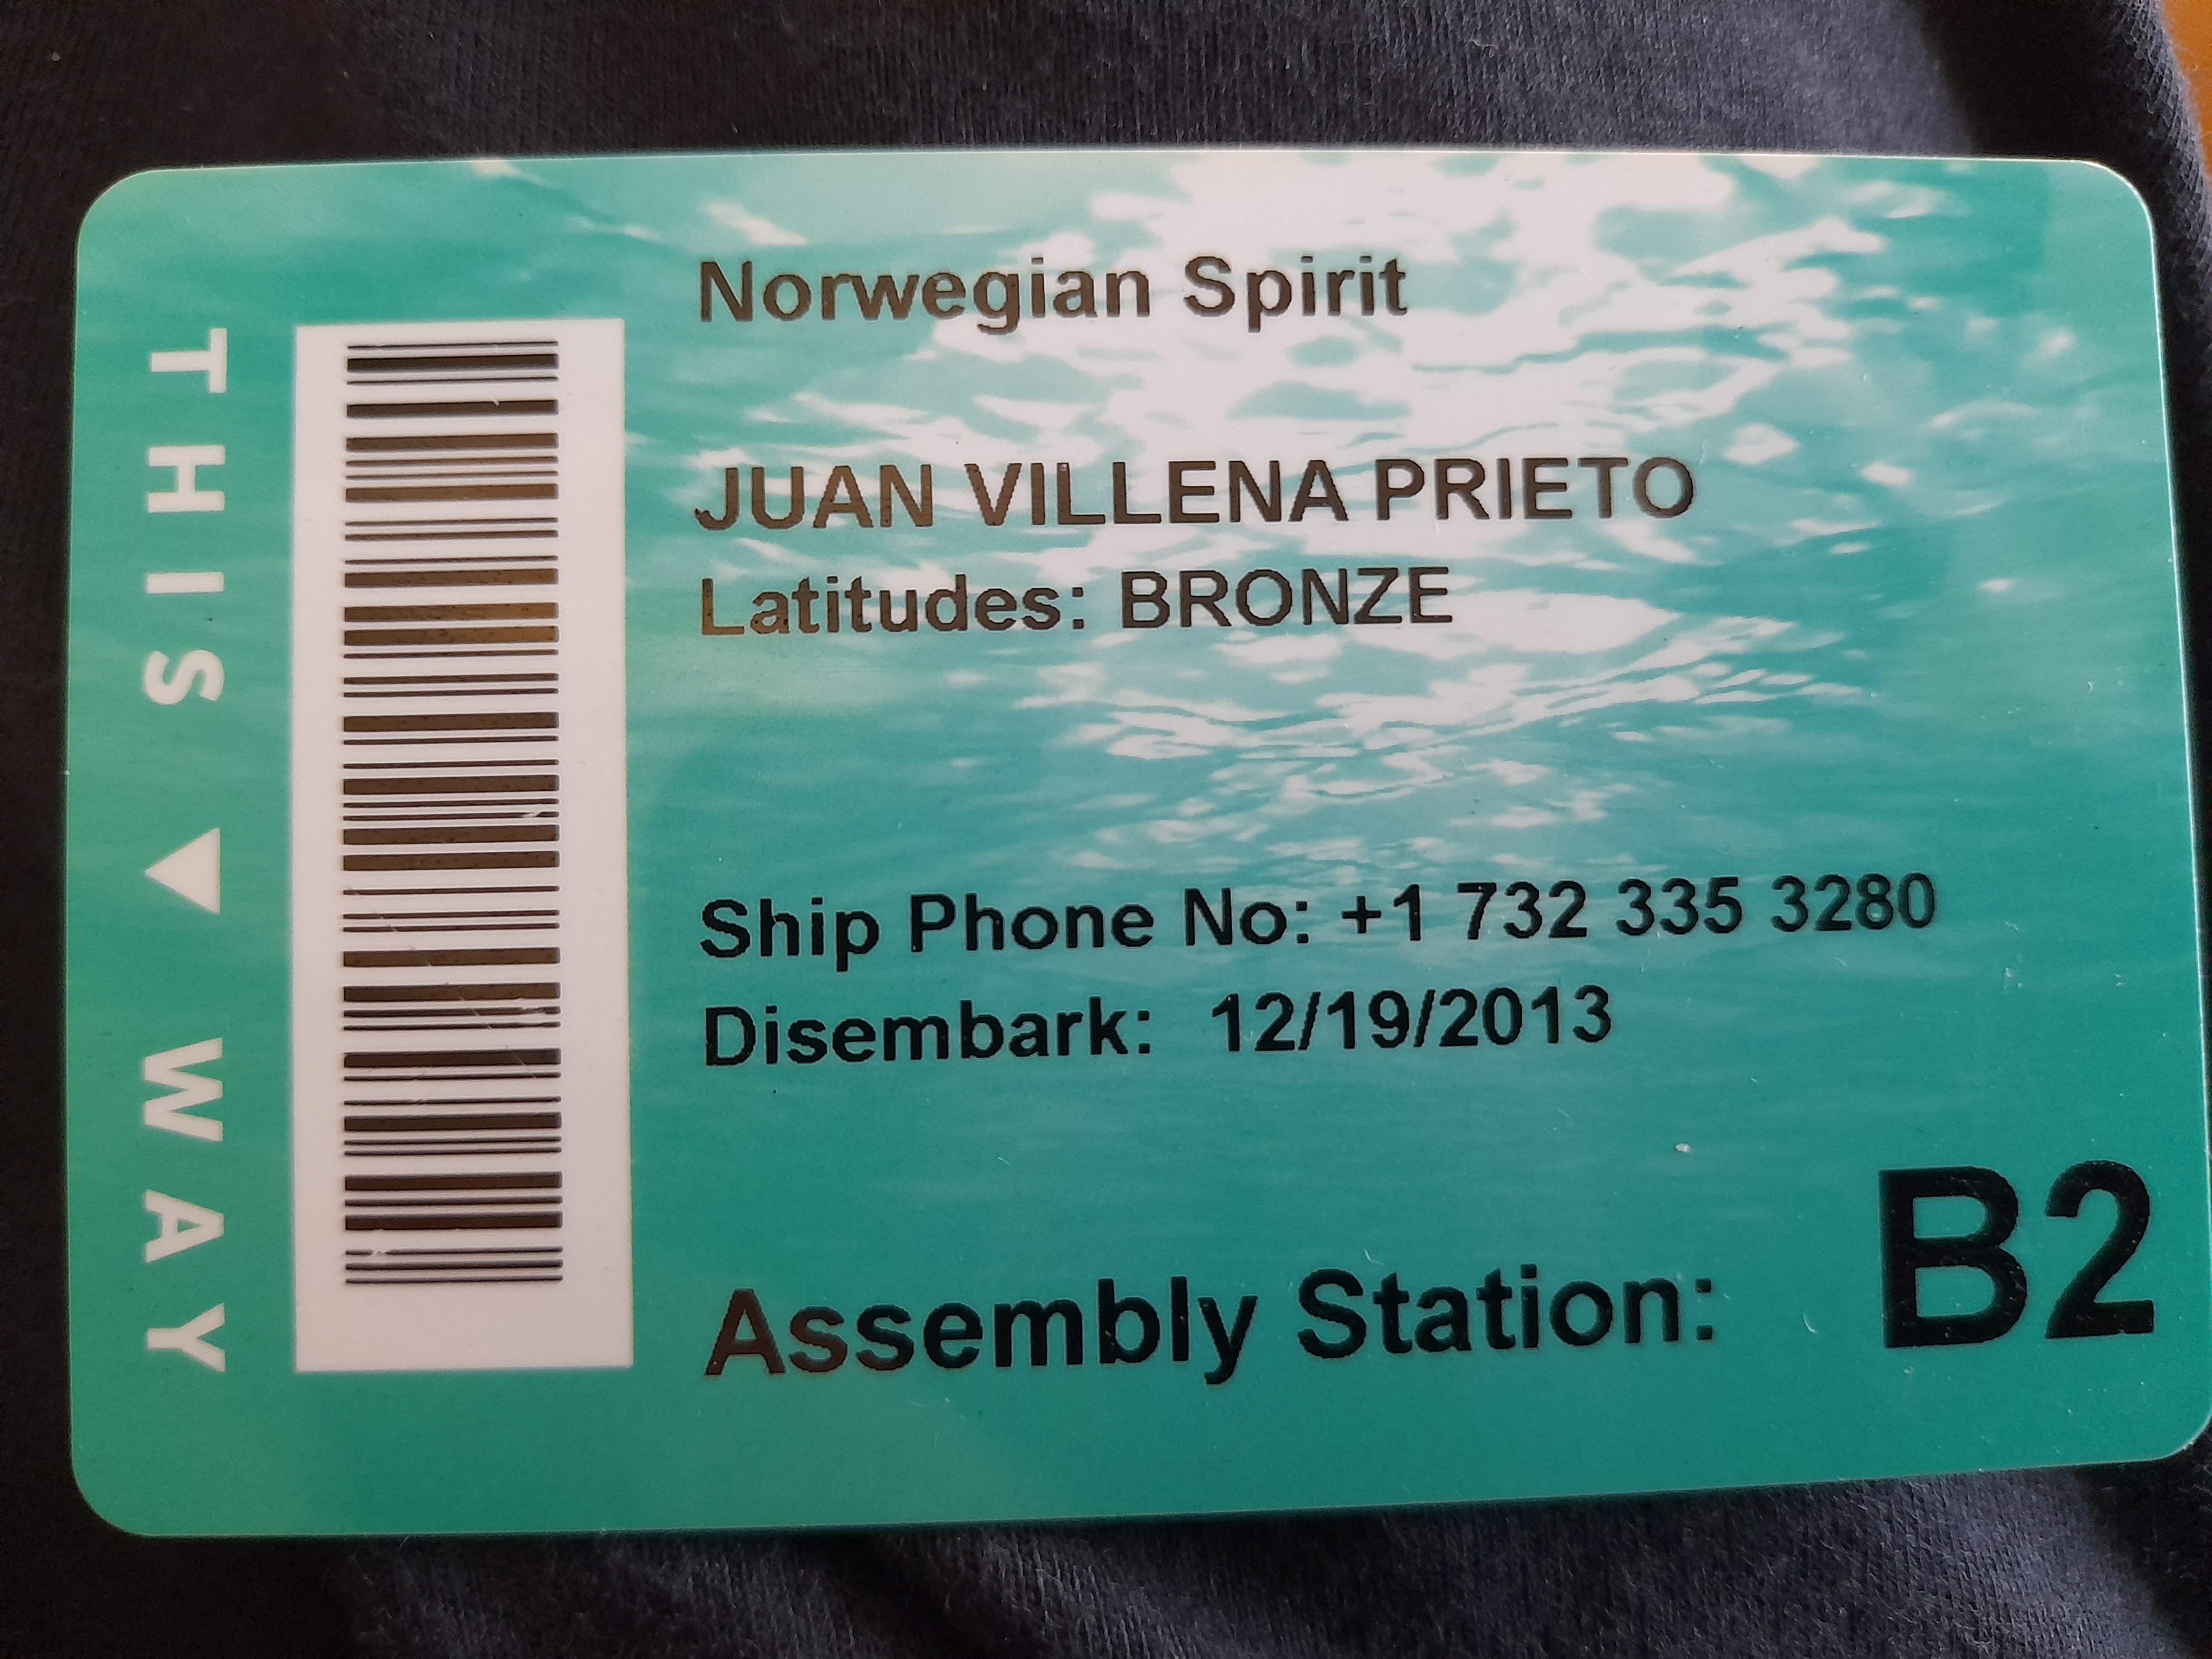 Norwegian Spirit
JUAN VILLENA PRIETO
Latitudes: BRONZE
Ship Phone No: +1 732 335 3280
Disembark: 12/19/2013
Assembly Station: B2
THIS WAY